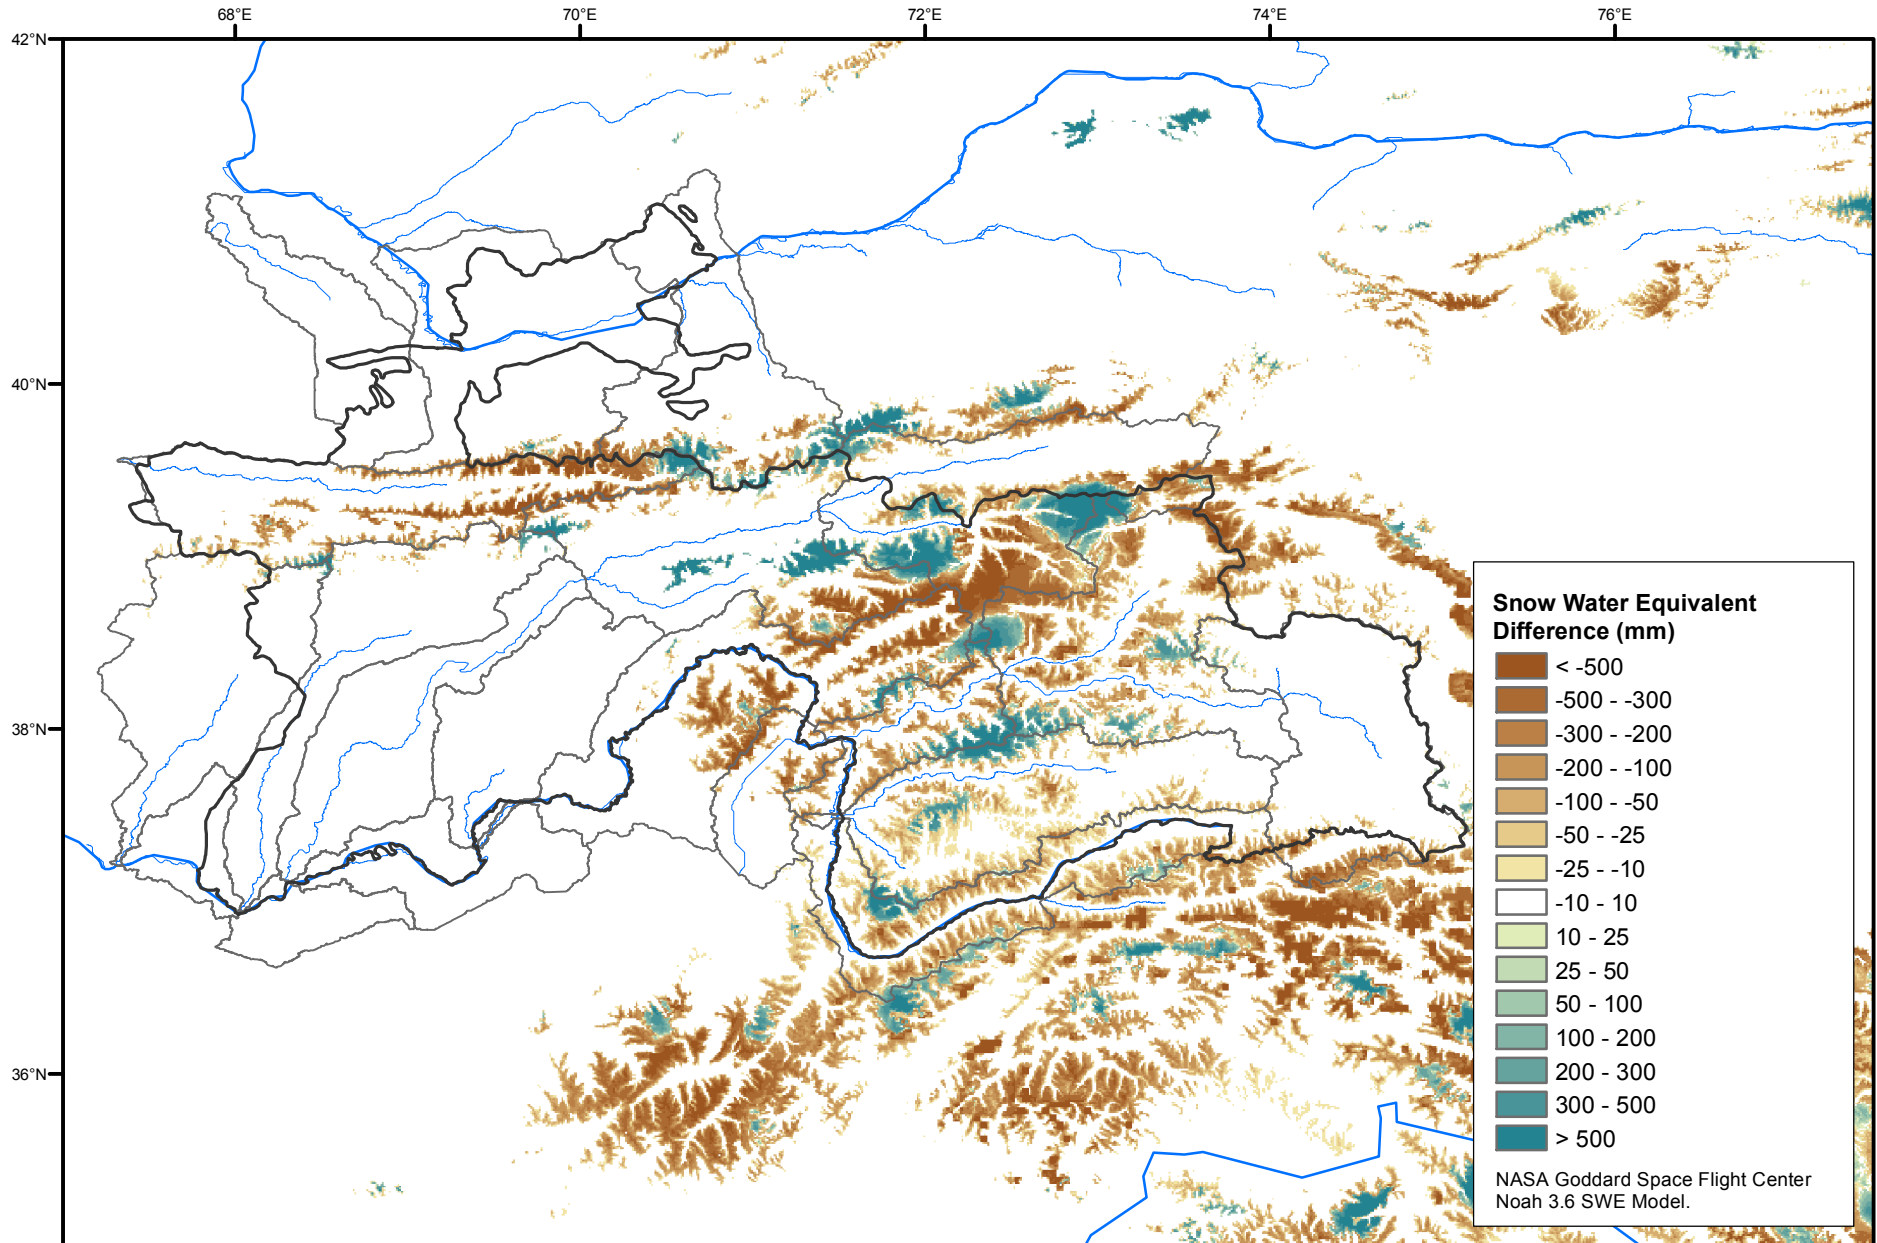 68°E 70°E 72°E 74°E 76°E
42°N
40°N
38°N
36°N
Snow Water Equivalent
Difference (mm)
< -500
-500 - -300
-300 - -200
-200 - -100
-100 - -50
-50 - -25
-25 - -10
-10 - 10
10 - 25
25 - 50
50 - 100
100 - 200
200 - 300
300 - 500
> 500
NASA Goddard Space Flight Center
Noah 3.6 SWE Model.